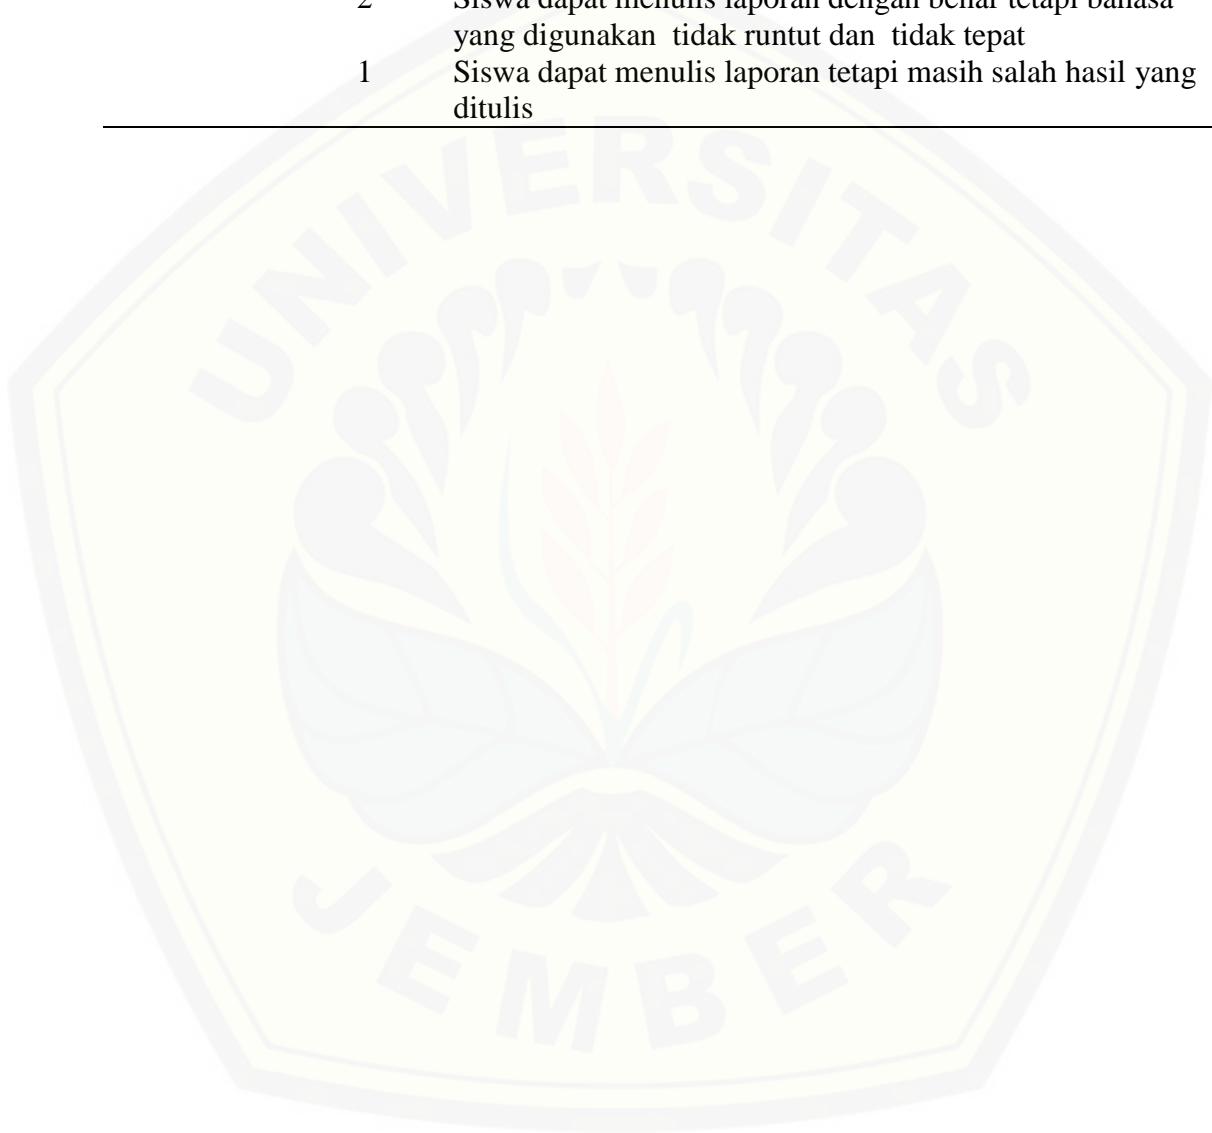 2 Siswa dapat menulis laporan dengan benar tetapi bahasa
yang digunakan tidak runtut dan tidak tepat
1 Siswa dapat menulis laporan tetapi masih salah hasil yang
ditulis
UNIVERSITAS
JEMBER